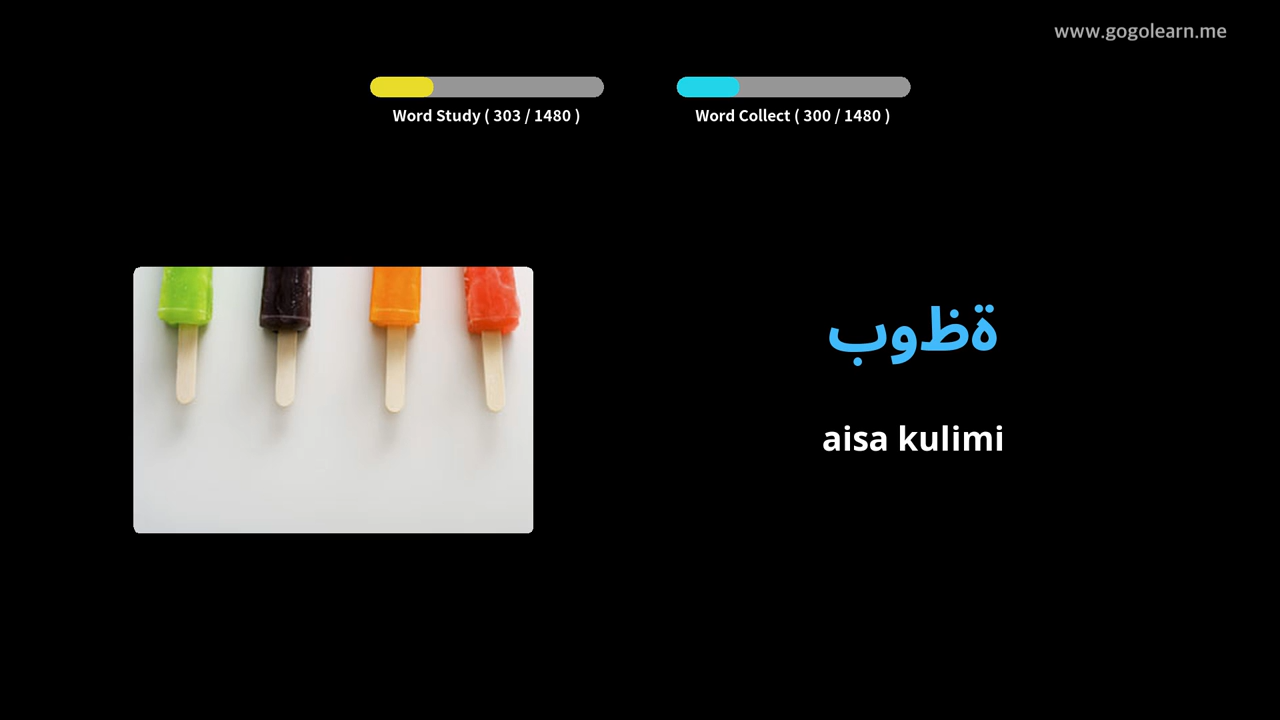 www.gogolearn.me
Word Study ( 303 / 1480 )
Word Collect ( 300 / 1480 )
ةظوب
aisa kulimi